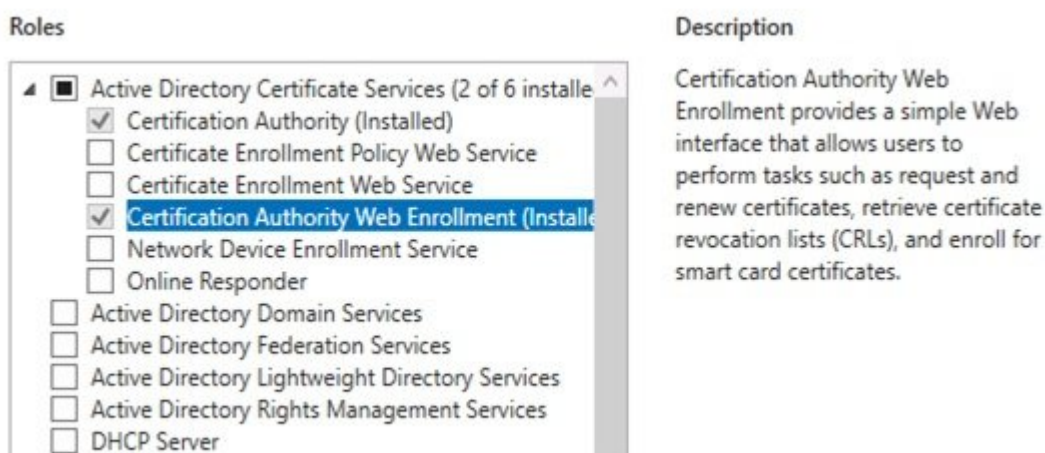 Roles
Active Directory Certificate Services (2 of 6 installe
Certification Authority (Installed)
Certificate Enrollment Policy Web Service
Certificate Enrollment Web Service
Certification Authority Web Enrollment (Installe
Network Device Enrollment Service
Online Responder
Active Directory Domain Services
Active Directory Federation Services
Active Directory Lightweight Directory Services
Active Directory Rights Management Services
DHCP Server
Description
Certification Authority Web
Enrollment provides a simple Web
interface that allows users to
perform tasks such as request and
renew certificates, retrieve certificate
revocation lists (CRLs), and enroll for
smart card certificates.